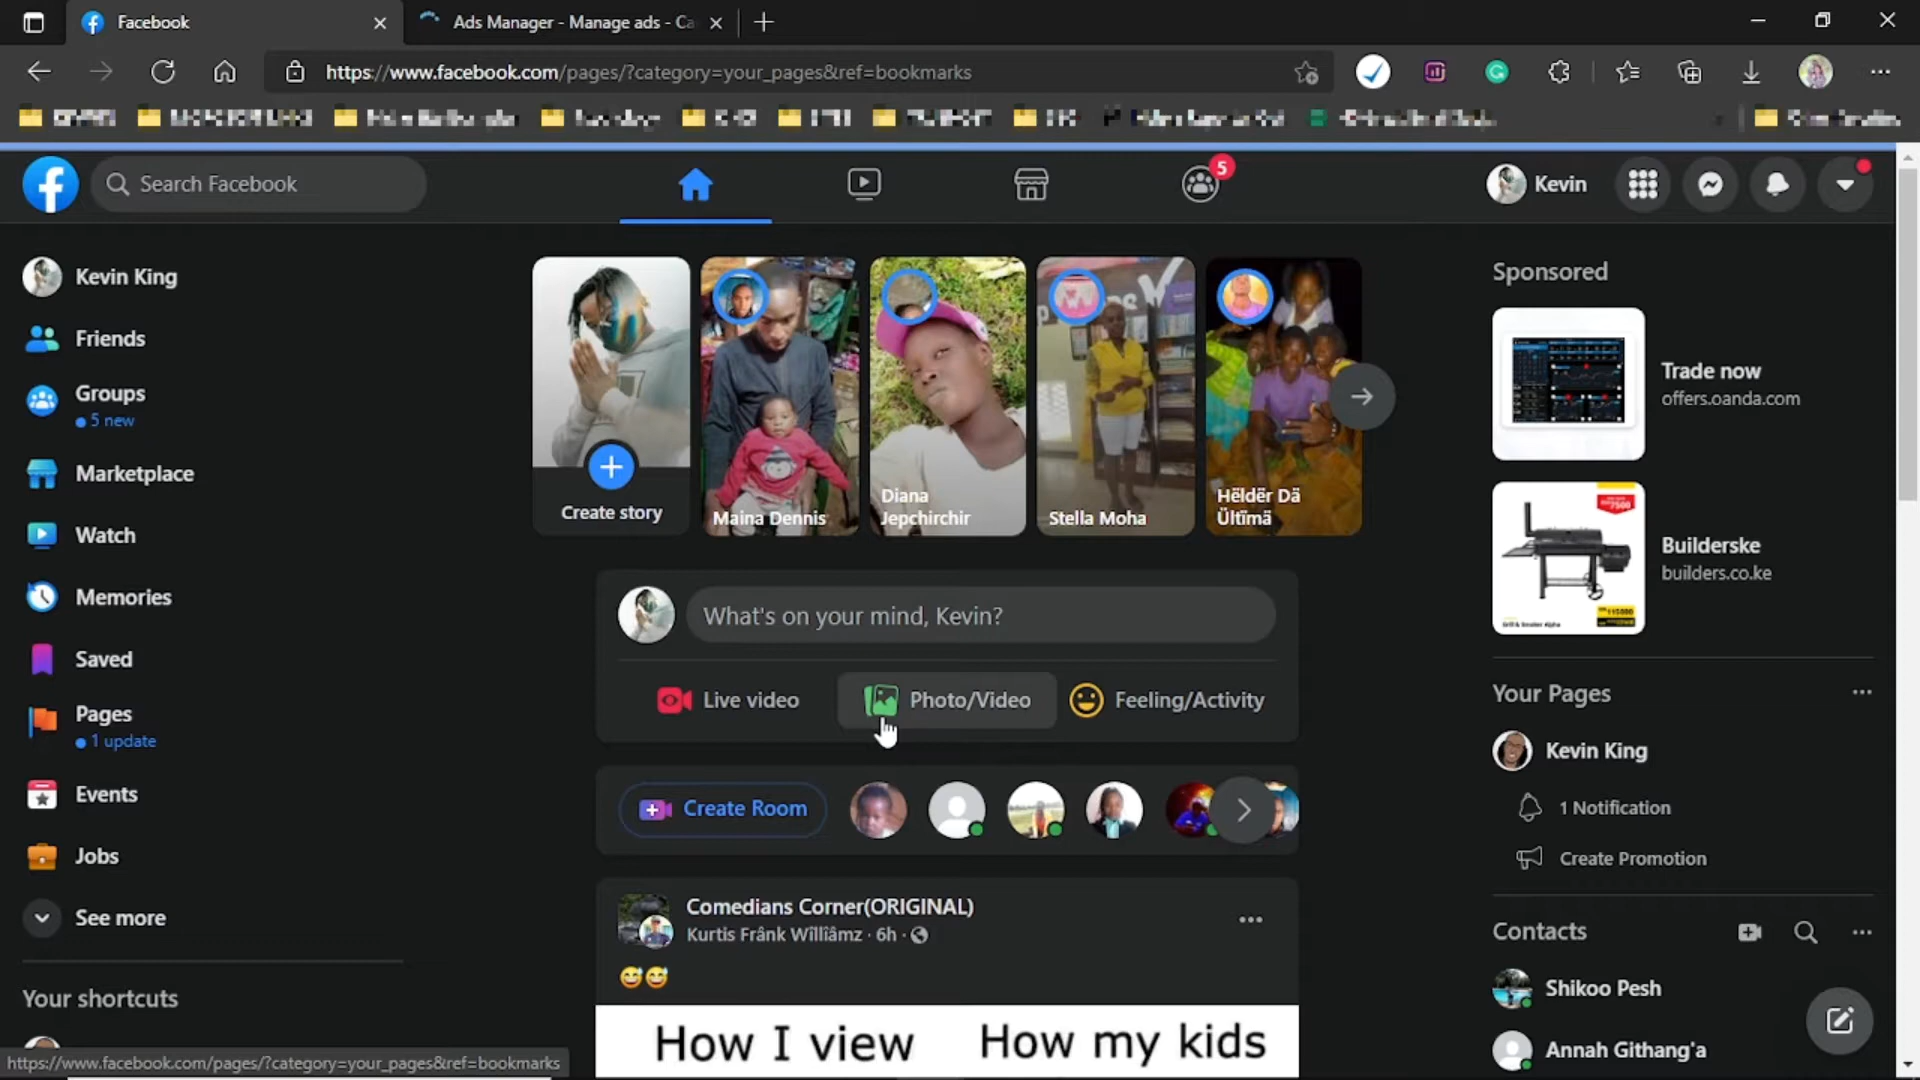 Facebook
Ads Manager - Manage ads - Ca
https://www.facebook.com/pages/?category=your_pages&ref=bookmarks
Search Facebook
5
Kevin
Kevin King
Friends
Groups
5 new
Marketplace
Watch
Memories
Saved
Pages
1 update
Events
Jobs
See more
Your shortcuts
Create story
Maina Dennis
Diana
Jepchirchir
Stella Moha
Hëldër Dä
Ültïmä
What's on your mind, Kevin?
Live video
Photo/Video
Feeling/Activity
Create Room
Comedians Corner(ORIGINAL)
Kurtis Frânk Wîllîâmz · 6h ·
😅😅
How I view
How my kids
Sponsored
Trade now
offers.oanda.com
Builderske
builders.co.ke
Your Pages
Kevin King
1 Notification
Create Promotion
Contacts
Shikoo Pesh
Annah Githang'a
https://www.facebook.com/pages/?category=your_pages&ref=bookmarks